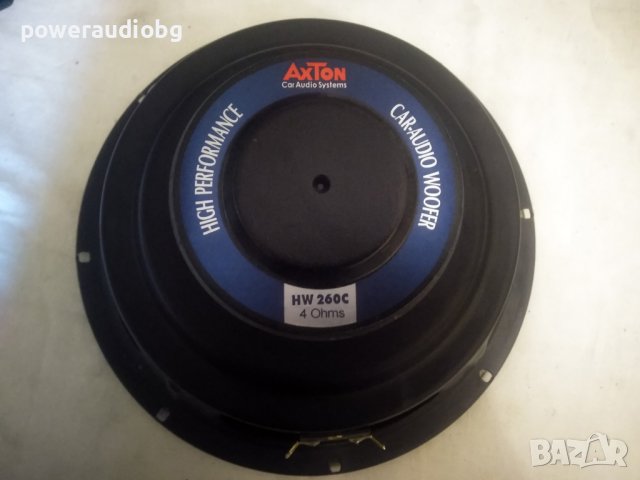 poweraudiobg
AXTON
Car Audio Systems
HIGH PERFORMANCE
CAR-AUDIO WOOFER
HW 260C
4 Ohms
BAZAR